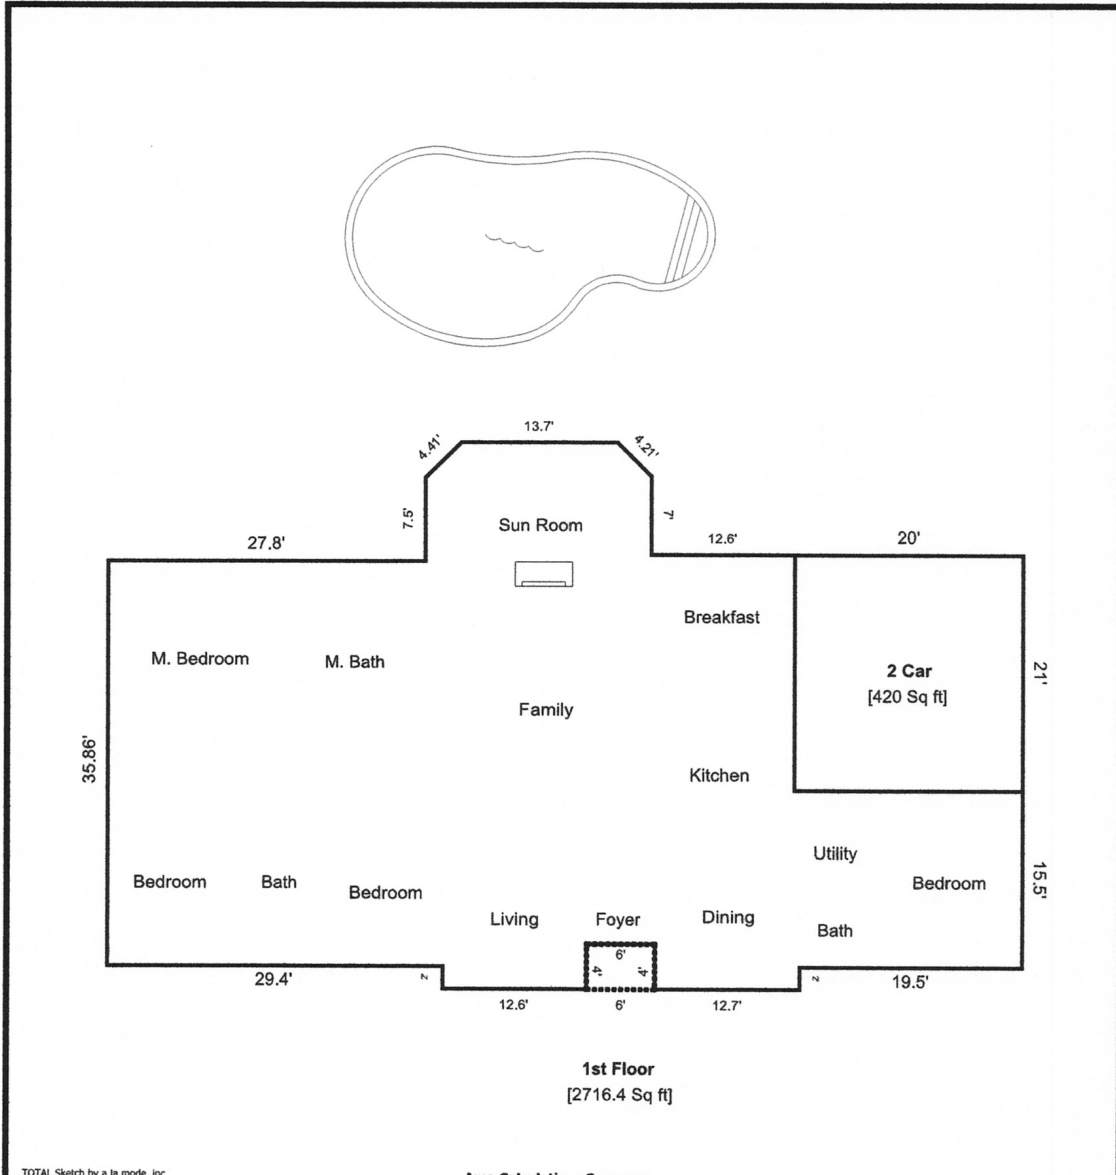 13.7'
4.41'
4.21'
7.5'
7'
Sun Room
27.8'
12.6'
20'
Breakfast
M. Bedroom
M. Bath
2 Car
[420 Sq ft]
21'
Family
35.86'
Kitchen
Utility
Bedroom
Bath
Bedroom
Bedroom
15.5'
Living
Foyer
Dining
Bath
6'
4'
4'
29.4'
2'
2'
19.5'
12.6'
6'
12.7'
1st Floor
[2716.4 Sq ft]
TOTAL Sketch by a la mode, inc